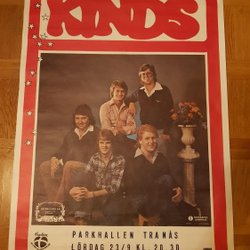 KINDS
PARKHALLEN TRANÅS
LÖRDAG 23/9 KL. 20.30